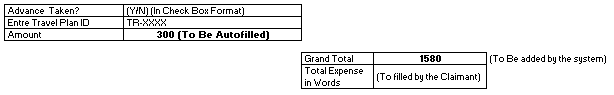 Advance Taken? (Y/N) (In Check Box Format)
Entre Travel Plan ID TR-XXXX
Amount 300 (To Be Autofilled)
Grand Total 1580 (To Be added by the system)
Total Expense in Words (To filled by the Claimant)